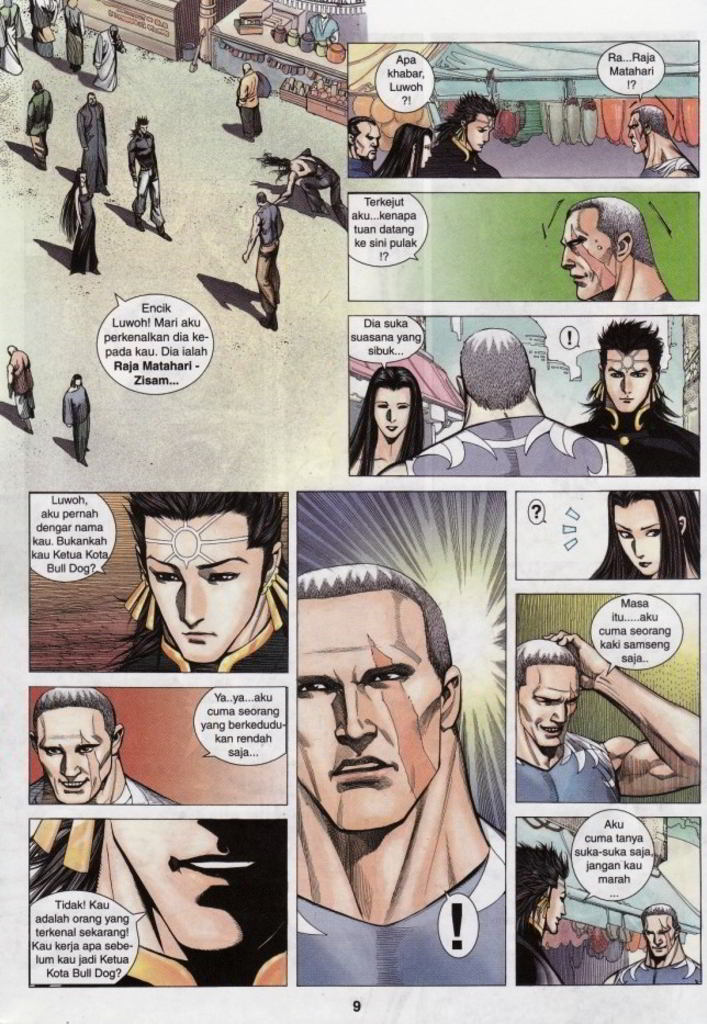 Encik
Luwoh! Mari aku
perkenalkan dia ke-
pada kau. Dia ialah
Raja Matahari -
Zisam...
Apa
khabar,
Luwoh
?!
Ra...Raja
Matahari
!?
Terkejut
aku...kenapa
tuan datang
ke sini pulak
!?
Dia suka
suasana yang
sibuk...
!
Luwoh,
aku pernah
dengar nama
kau. Bukankah
kau Ketua Kota
Bull Dog?
!
?
Masa
itu.....aku
cuma seorang
kaki samseng
saja..
Ya..ya...aku
cuma seorang
yang berkedudu-
kan rendah
saja...
Tidak! Kau
adalah orang yang
terkenal sekarang!
Kau kerja apa sebe-
lum kau jadi Ketua
Kota Bull Dog?
Aku
cuma tanya
suka-suka saja,
jangan kau
marah
...
9